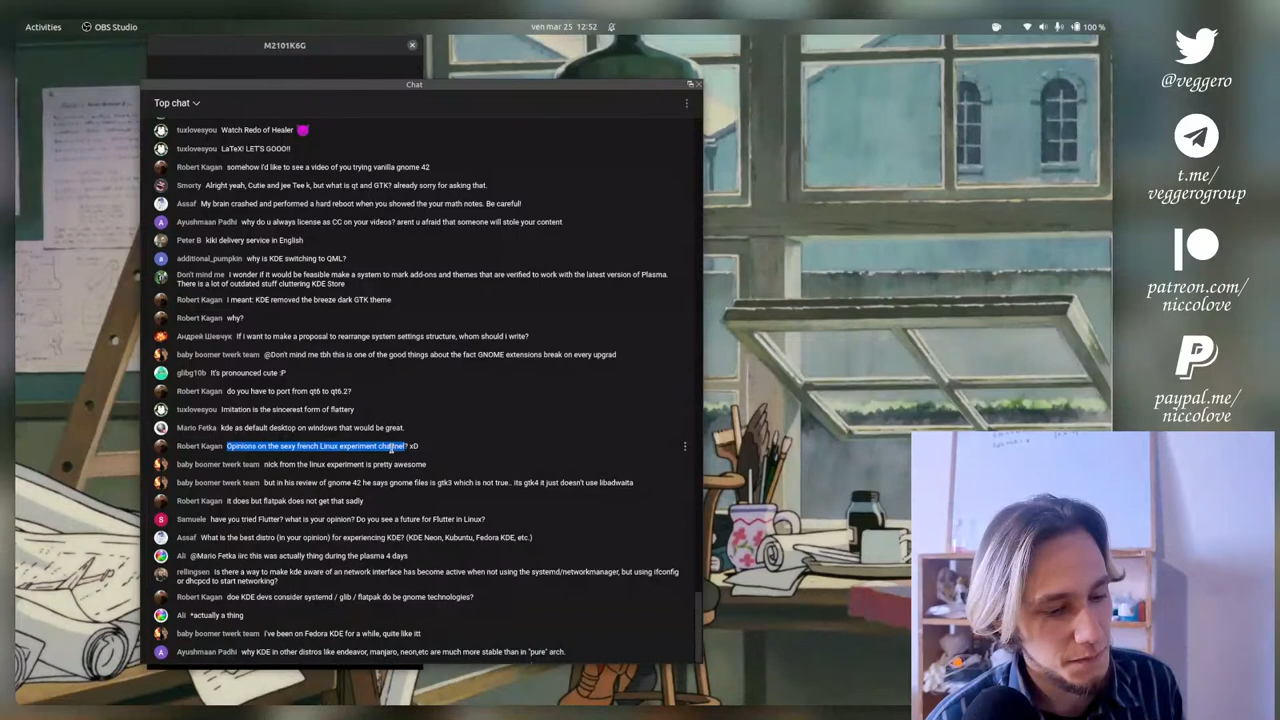 Activities
OBS Studio
ven mar 25 12:52
100 %
M2101K6G
Chat
Top chat
tuxlovesyou Watch Redo of Healer
tuxlovesyou LaTeX! LET'S GOOO!!
Robert Kagan somehow i'd like to see a video of you trying vanilla gnome 42
Smorty Alright yeah, Cutie and jee Tee k, but what is qt and GTK? already sorry for asking that.
Assaf My brain crashed and performed a hard reboot when you showed the your math notes. Be careful!
Ayushmaan Padhi why do u always license as CC on your videos? arent u afraid that someone will stole your content
Peter B kiki delivery service in English
additional_pumpkin why is KDE switching to QML?
Don't mind me I wonder if it would be feasible make a system to mark add-ons and themes that are verified to work with the latest version of Plasma.
There is a lot of outdated stuff cluttering KDE Store
Robert Kagan I meant: KDE removed the breeze dark GTK theme
Robert Kagan why?
Андрей Шевчук if i want to make a proposal to rearrange system settings structure, whom should i write?
baby boomer twerk team @Don't mind me tbh this is one of the good things about the fact GNOME extensions break on every upgrad
glibg10b It's pronounced cute :P
Robert Kagan do you have to port from qt6 to qt6.2?
tuxlovesyou Imitation is the sincerest form of flattery
Mario Fetka kde as default desktop on windows that would be great.
Robert Kagan Opinions on the sexy french Linux experiment channel? xD
baby boomer twerk team nick from the linux experiment is pretty awesome
baby boomer twerk team but in his review of gnome 42 he says gnome files is gtk3 which is not true.. its gtk4 it just doesn't use libadwaita
Robert Kagan it does but flatpak does not get that sadly
Samuele have you tried Flutter? what is your opinion? Do you see a future for Flutter in Linux?
Assaf What is the best distro (in your opinion) for experiencing KDE? (KDE Neon, Kubuntu, Fedora KDE, etc.)
Ali @Mario Fetka iirc this was actually thing during the plasma 4 days
rellingsen Is there a way to make kde aware of an network interface has become active when not using the systemd/networkmanager, but using ifconfig
or dhcpcd to start networking?
Robert Kagan doe KDE devs consider systemd / glib / flatpak do be gnome technologies?
Ali *actually a thing
baby boomer twerk team i've been on Fedora KDE for a while, quite like itt
Ayushmaan Padhi why KDE in other distros like endeavor, manjaro, neon,etc are much more stable than in "pure" arch.
@veggero
t.me/
veggerogroup
patreon.com/
niccolove
paypal.me/
niccolove